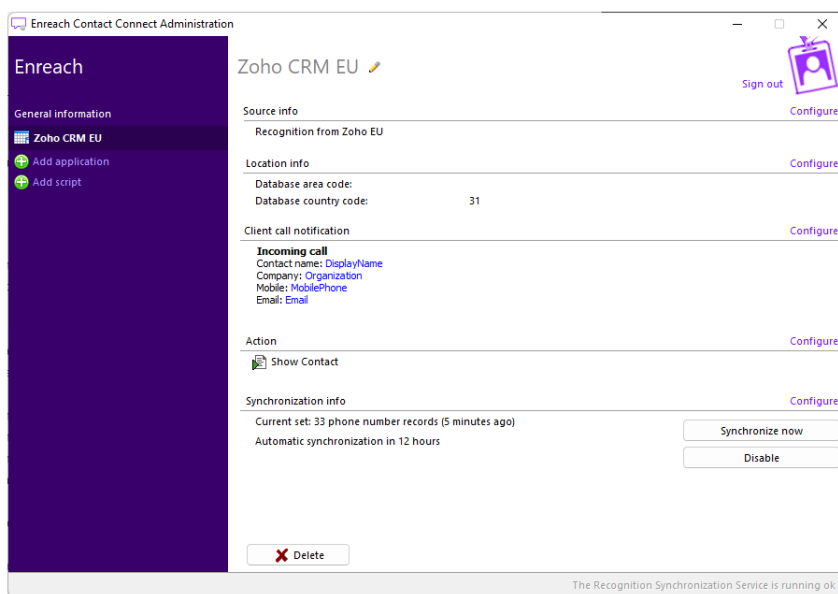 Enreach Contact Connect Administration
Enreach
General information
Zoho CRM EU
Add application
Add script
Zoho CRM EU
Sign out
Source info Configure
Recognition from Zoho EU
Location info Configure
Database area code:
Database country code: 31
Client call notification Configure
Incoming call
Contact name: DisplayName
Company: Organization
Mobile: MobilePhone
Email: Email
Action Configure
Show Contact
Synchronization info Configure
Current set: 33 phone number records (5 minutes ago)
Synchronize now
Automatic synchronization in 12 hours
Disable
Delete
The Recognition Synchronization Service is running ok